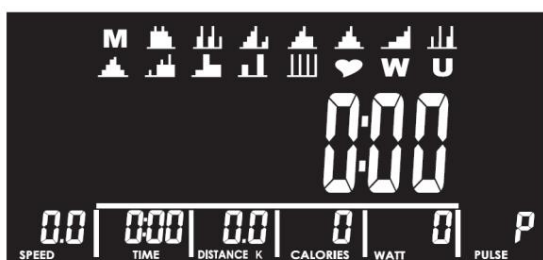 M
W U
0:00
0.0 0:00 0.0 0 0 P
SPEED TIME DISTANCE K CALORIES WATT PULSE